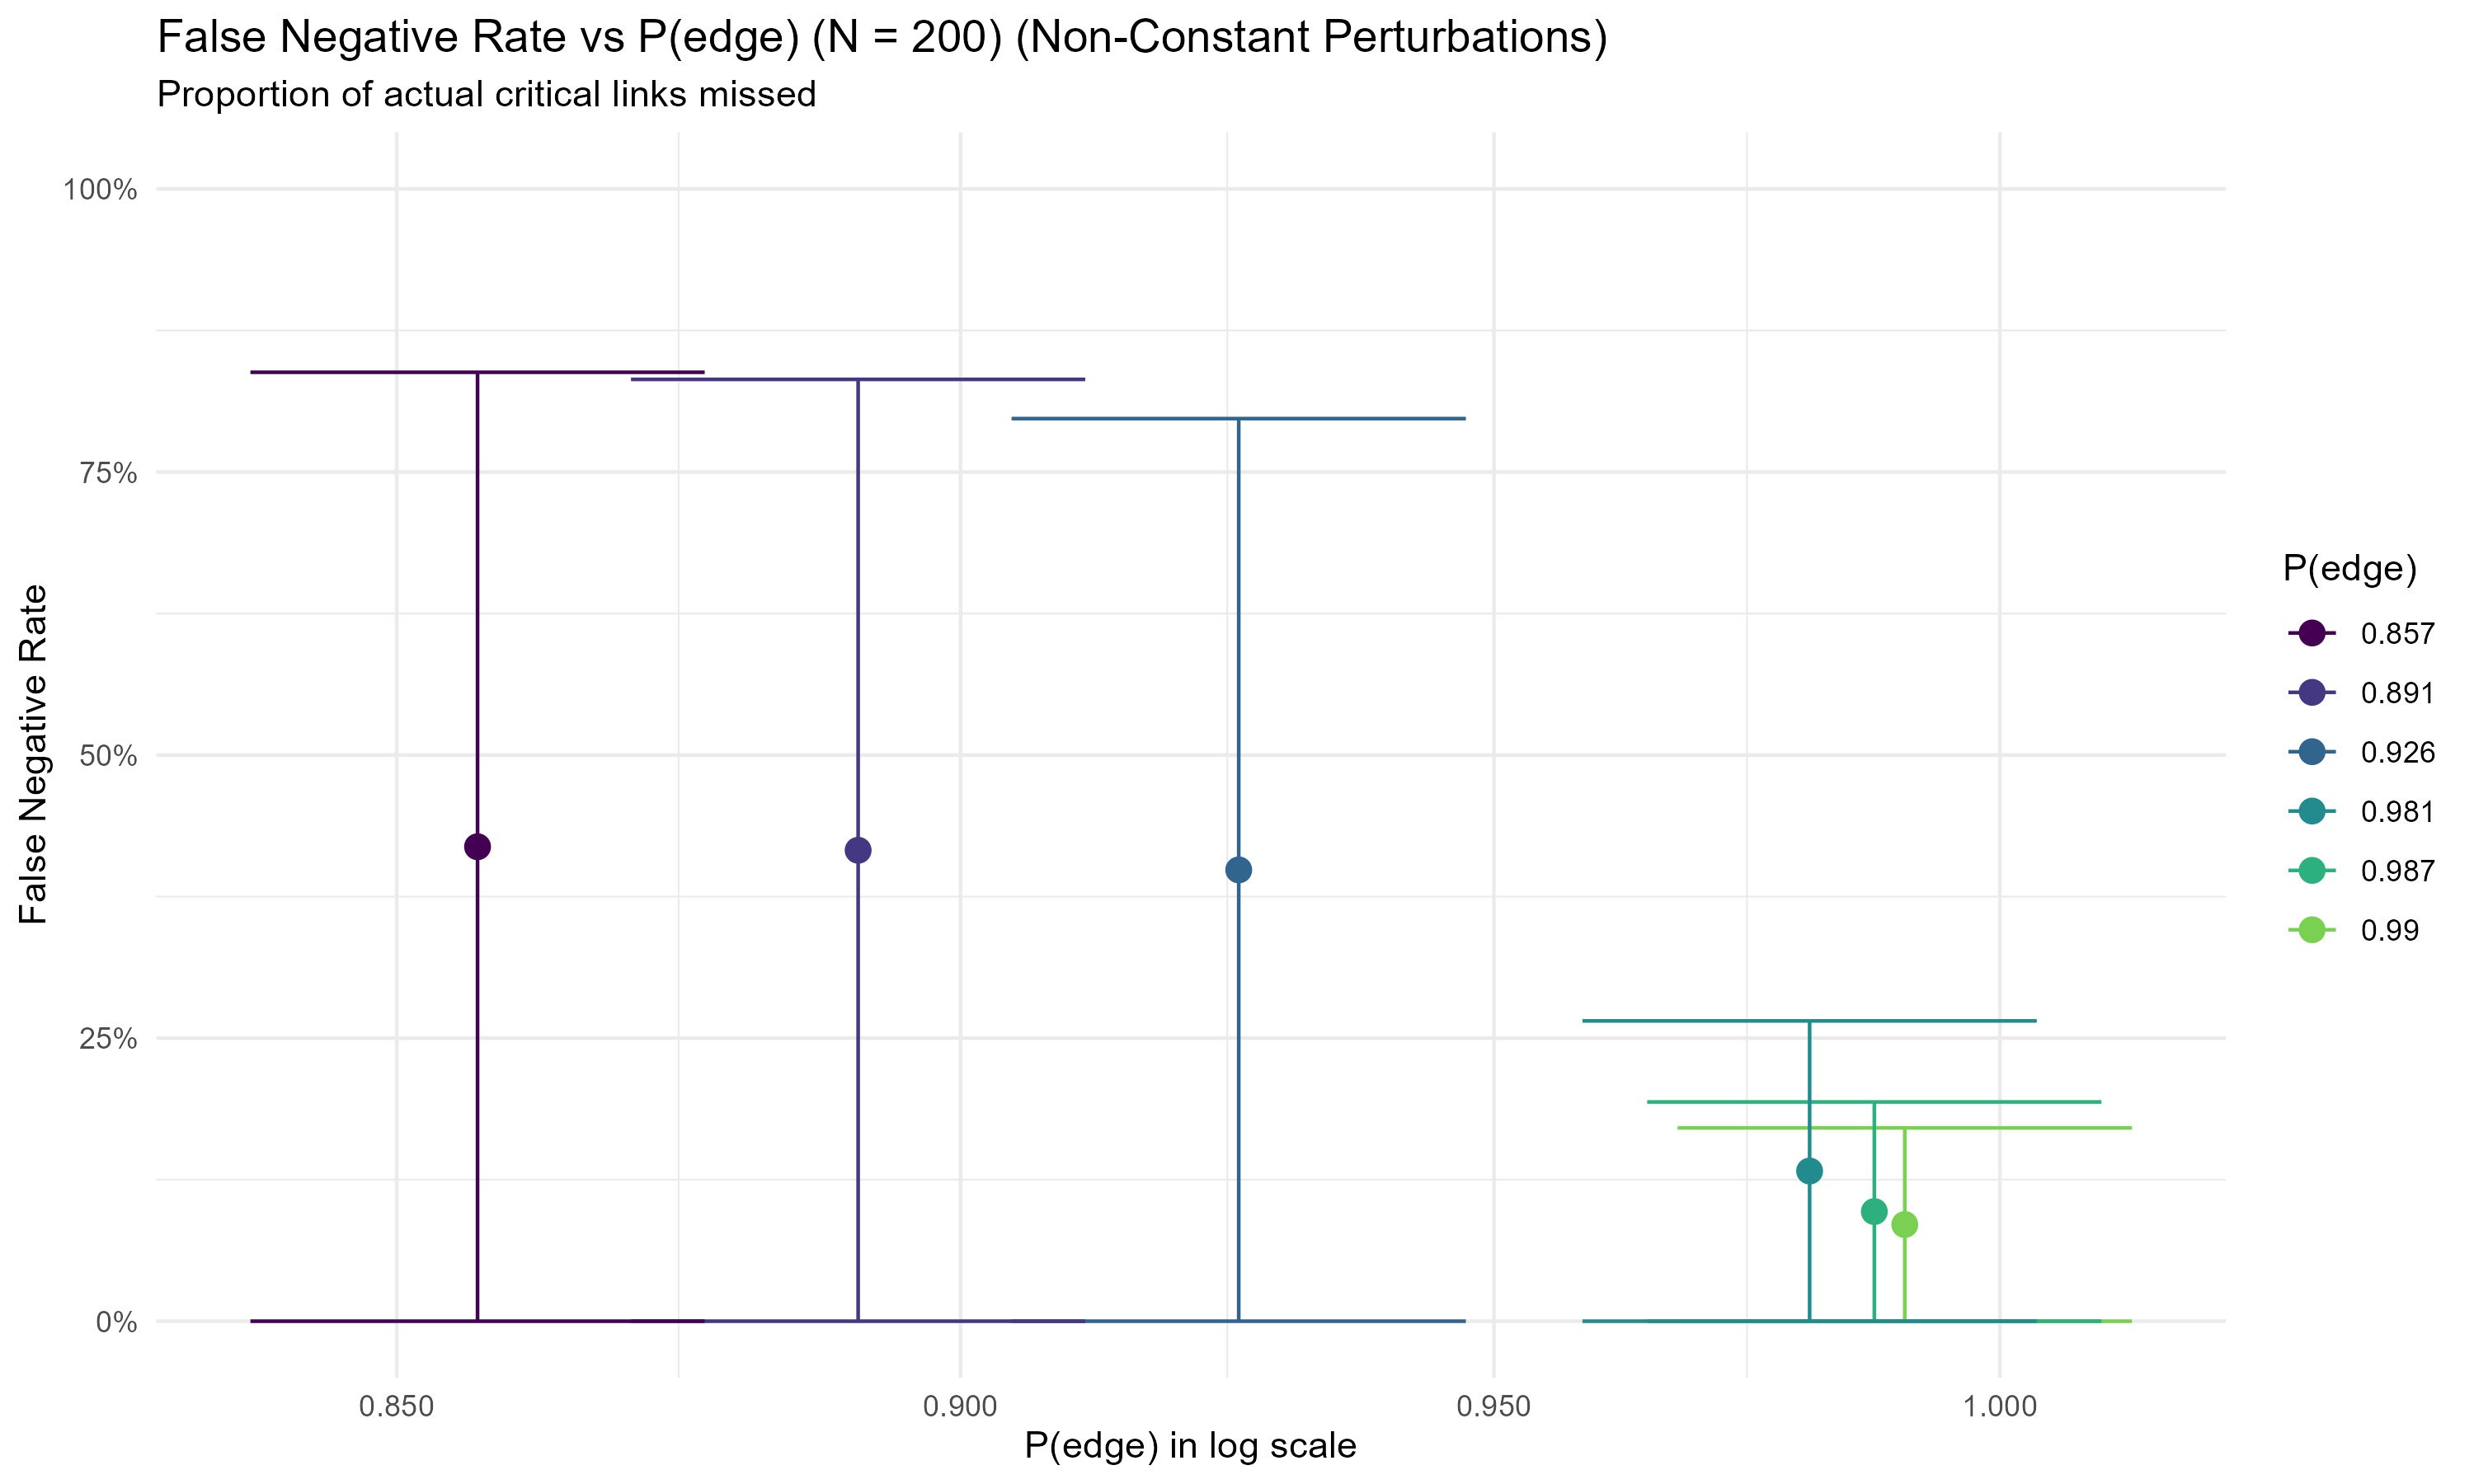 False Negative Rate vs P(edge) (N = 200) (Non-Constant Perturbations)
Proportion of actual critical links missed
False Negative Rate
100%
75%
50%
25%
0%
0.850 0.900 0.950 1.000
P(edge) in log scale
P(edge)
0.857
0.891
0.926
0.981
0.987
0.99